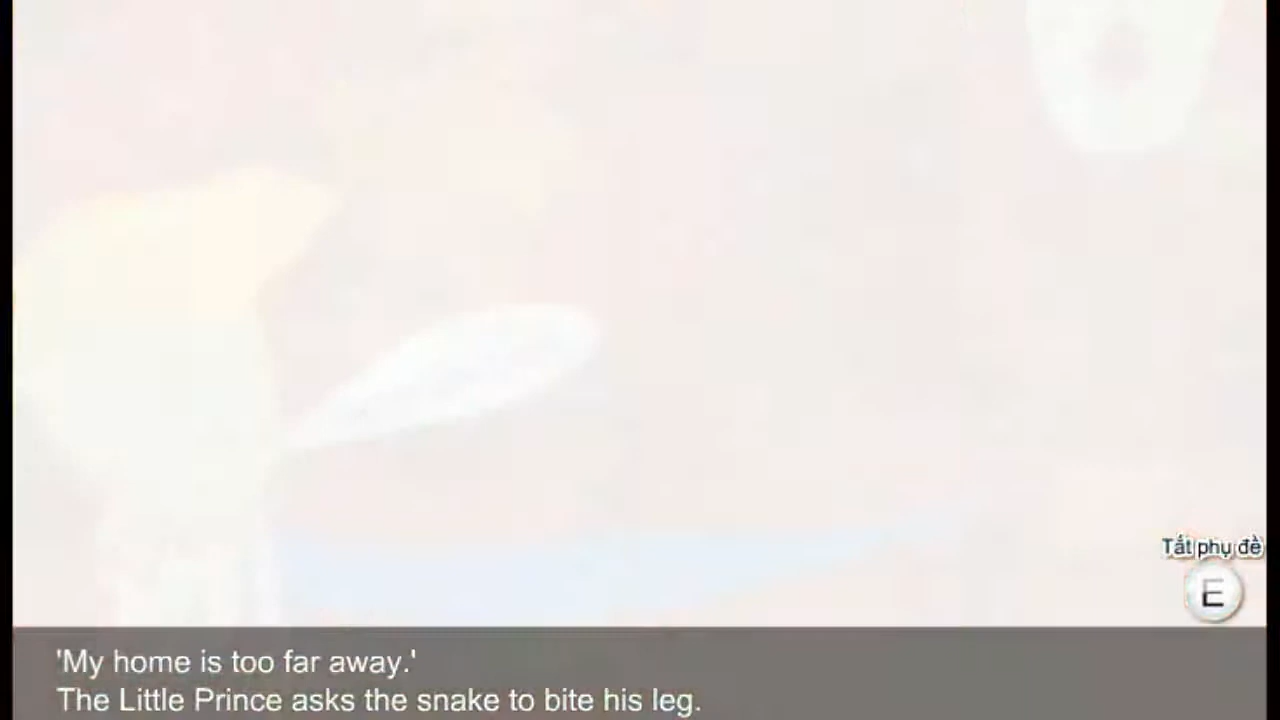 Tắt phụ đề
E
'My home is too far away.'
The Little Prince asks the snake to bite his leg.